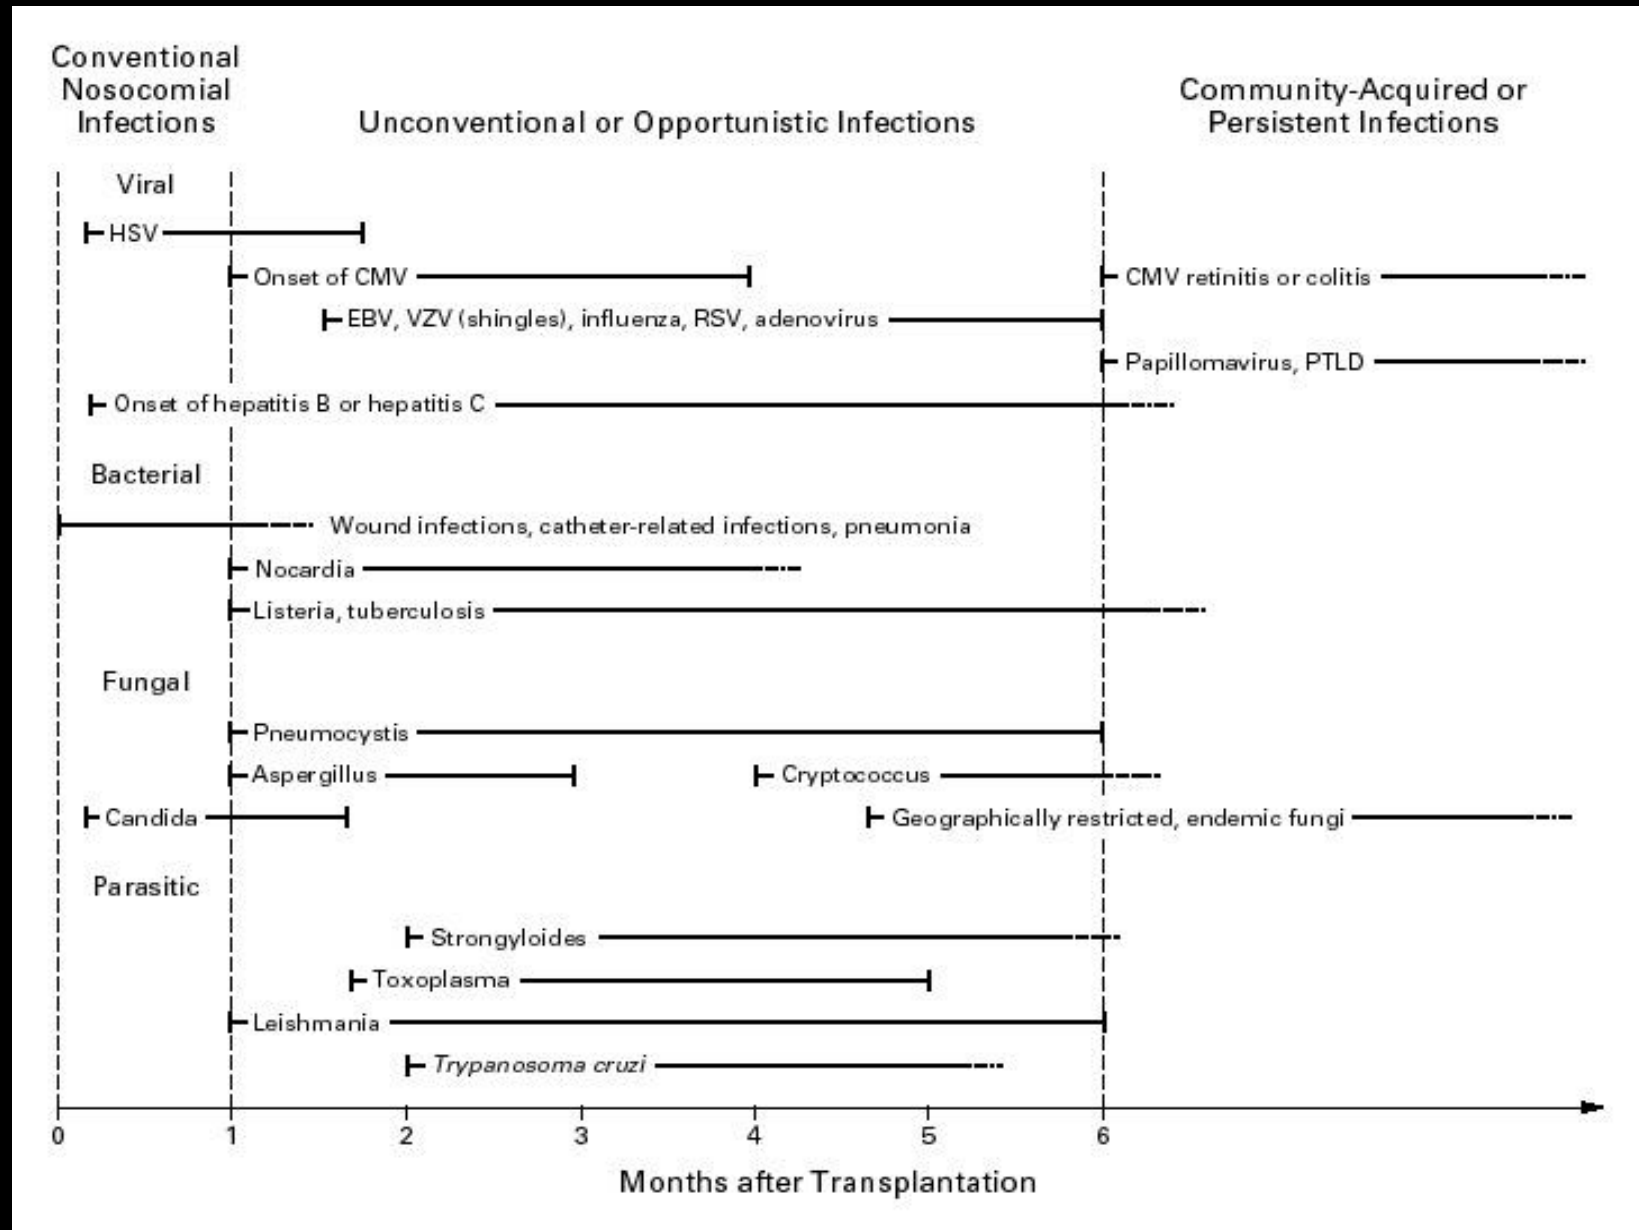 Conventional
Nosocomial
Infections
Unconventional or Opportunistic Infections
Community-Acquired or
Persistent Infections
Viral
HSV
Onset of CMV
CMV retinitis or colitis
EBV, VZV (shingles), influenza, RSV, adenovirus
Papillomavirus, PTLD
Onset of hepatitis B or hepatitis C
Bacterial
Wound infections, catheter-related infections, pneumonia
Nocardia
Listeria, tuberculosis
Fungal
Pneumocystis
Aspergillus
Cryptococcus
Candida
Geographically restricted, endemic fungi
Parasitic
Strongyloides
Toxoplasma
Leishmania
Trypanosoma cruzi
0 1 2 3 4 5 6
Months after Transplantation